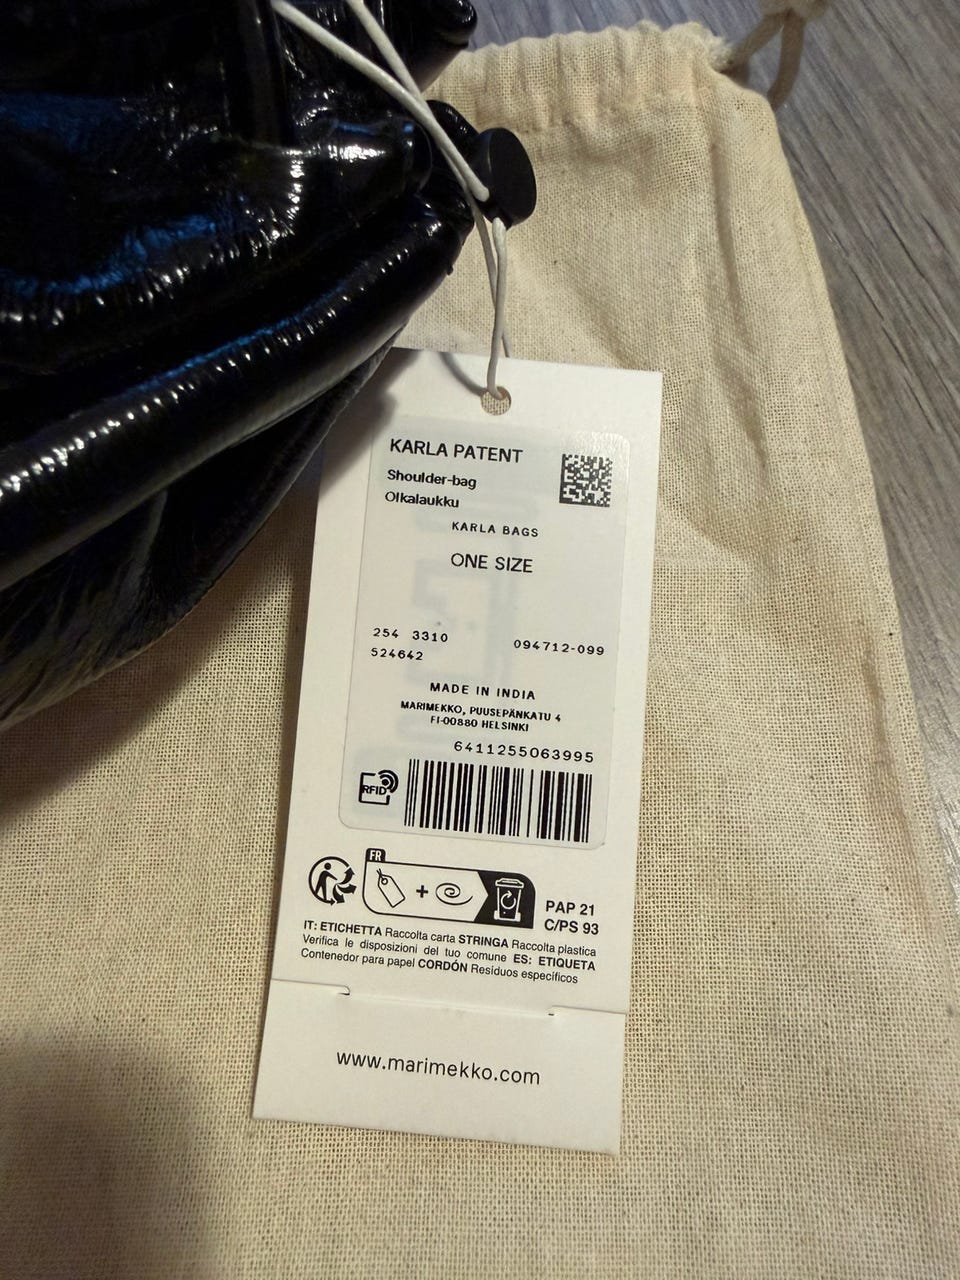 KARLA PATENT
Shoulder-bag
Olkalaukku
KARLA BAGS
ONE SIZE
254 3310
094712-099
524642
MADE IN INDIA
MARIMEKKO, PUUSEPÄNKATU 4
FI-00880 HELSINKI
6411255063995
RFID
FR
PAP 21
C/PS 93
IT: ETICHETTA Raccolta carta STRINGA Raccolta plastica
Verifica le disposizioni del tuo comune ES: ETIQUETA
Contenedor para papel CORDÓN Residuos específicos
www.marimekko.com